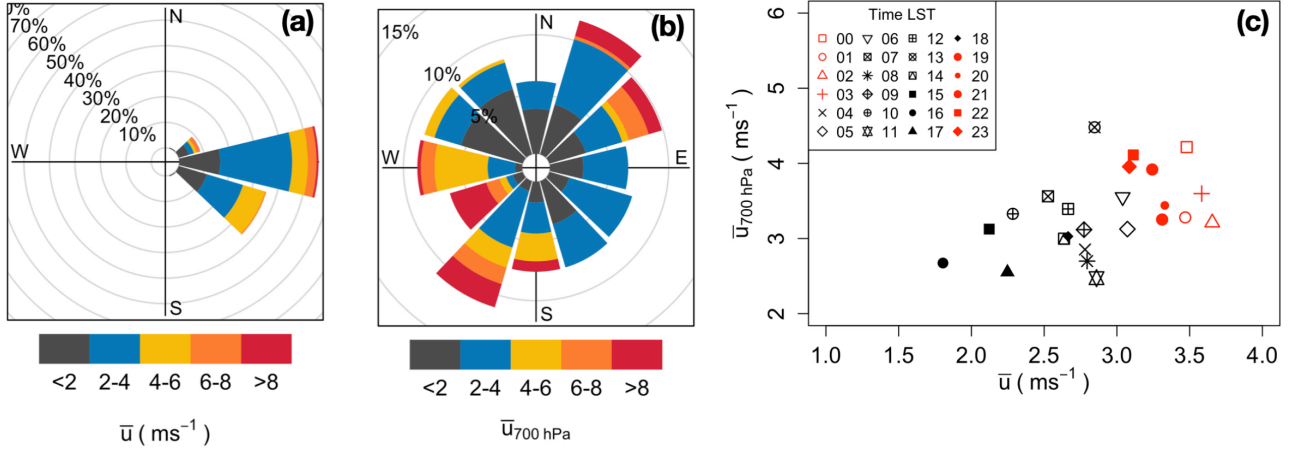 (a)
)%
70%
60%
50%
40%
30%
20%
10%
N
W
S
<2 2-4 4-6 6-8 >8
u̅ ( ms⁻¹ )
(b)
15%
10%
5%
N
W
E
S
<2 2-4 4-6 6-8 >8
u̅₇₀₀ ₕPₐ
(c)
Time LST
00 06 12 18
01 07 13 19
02 08 14 20
03 09 15 21
04 10 16 22
05 11 17 23
6
5
4
3
2
u̅₇₀₀ ₕPₐ ( ms⁻¹ )
1.0 2.0 2.5 3.0 3.5 4.0
u̅ ( ms⁻¹ )